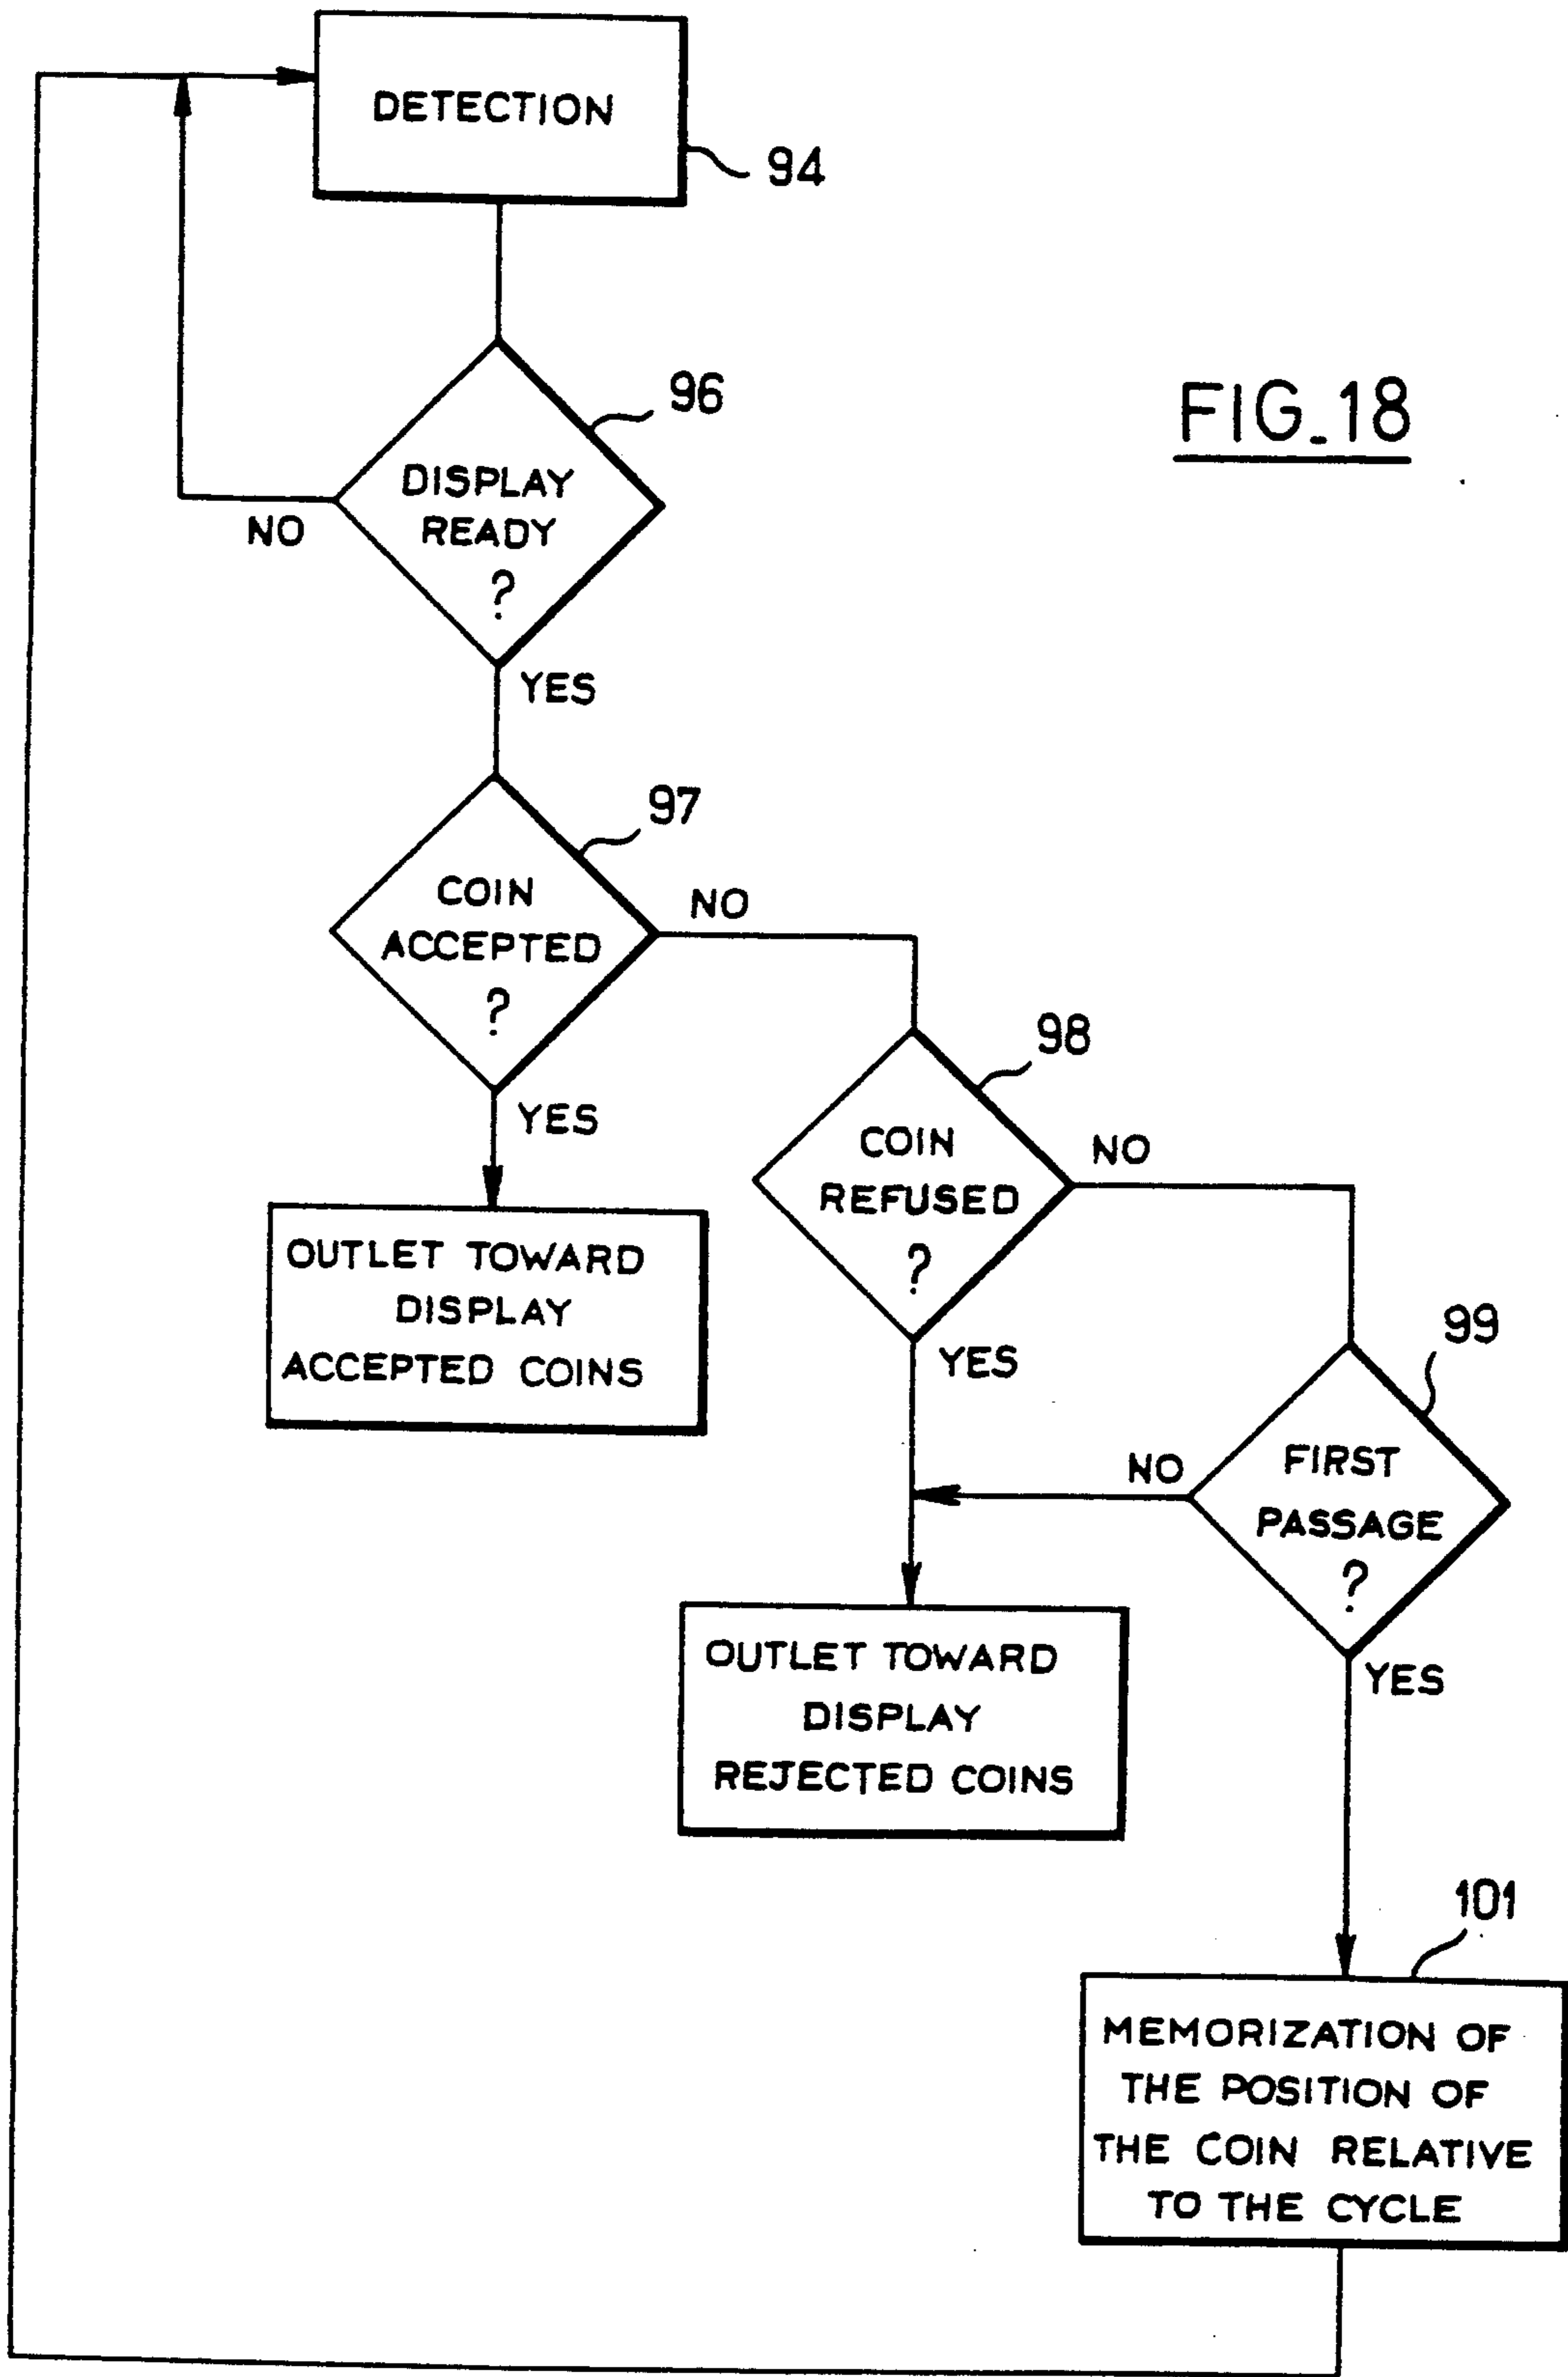 DETECTION
94
FIG_18
96
DISPLAY
READY
?
NO
YES
97
COIN
ACCEPTED
?
NO
YES
98
COIN
REFUSED
?
NO
YES
OUTLET TOWARD
DISPLAY
ACCEPTED COINS
99
FIRST
PASSAGE
?
NO
YES
OUTLET TOWARD
DISPLAY
REJECTED COINS
101
MEMORIZATION OF
THE POSITION OF
THE COIN RELATIVE
TO THE CYCLE